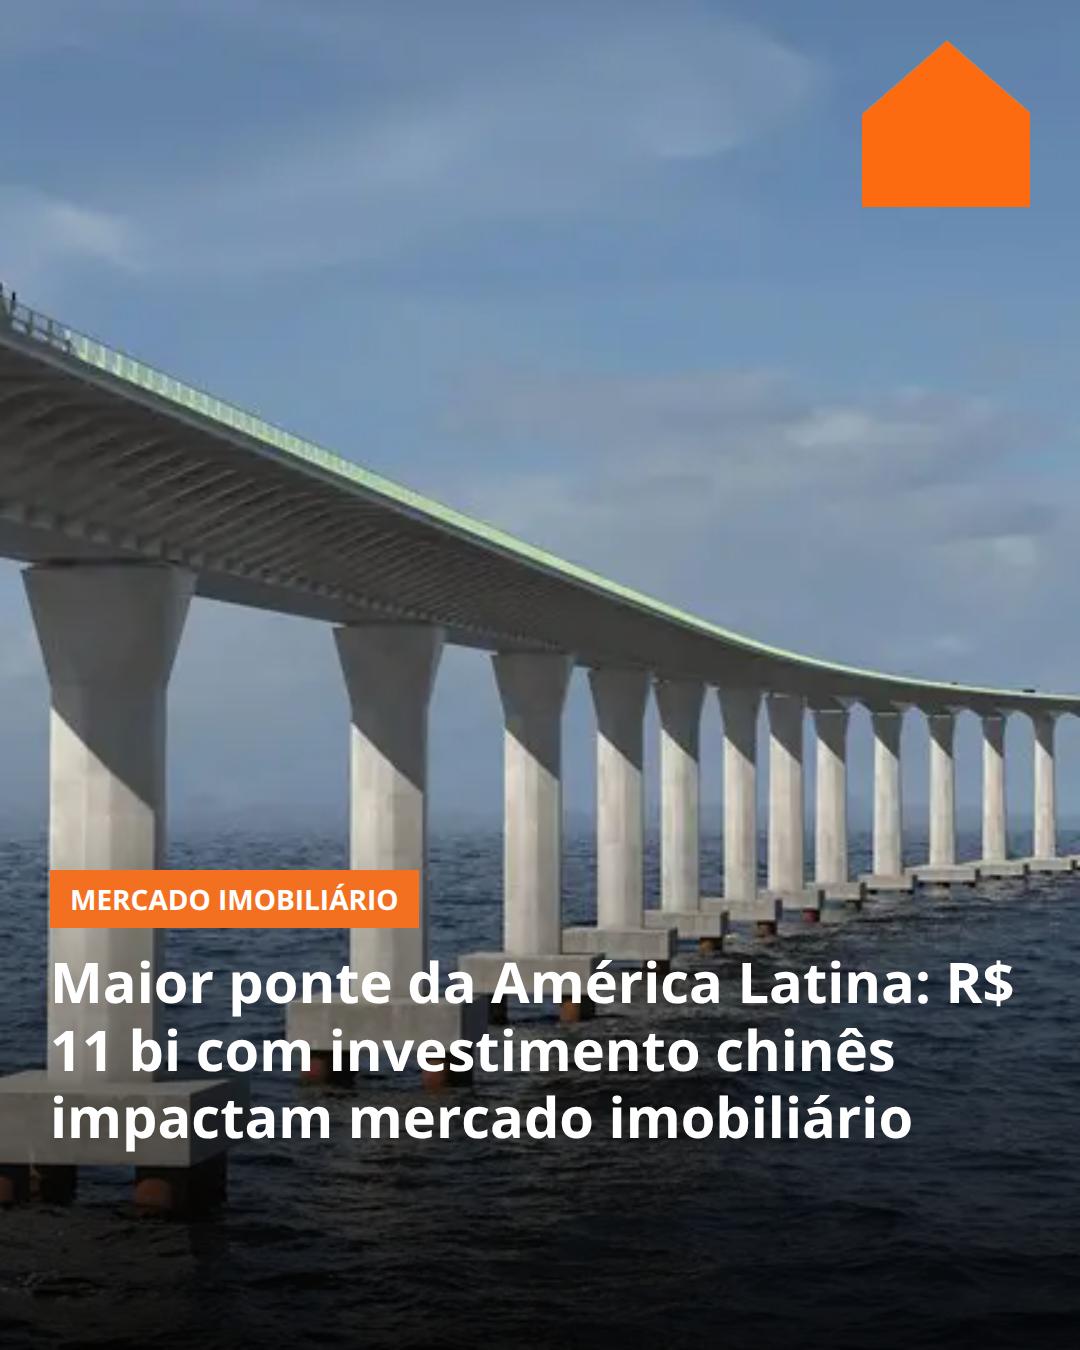 MERCADO IMOBILIÁRIO
Maior ponte da América Latina: R$
11 bi com investimento chinês
impactam mercado imobiliário